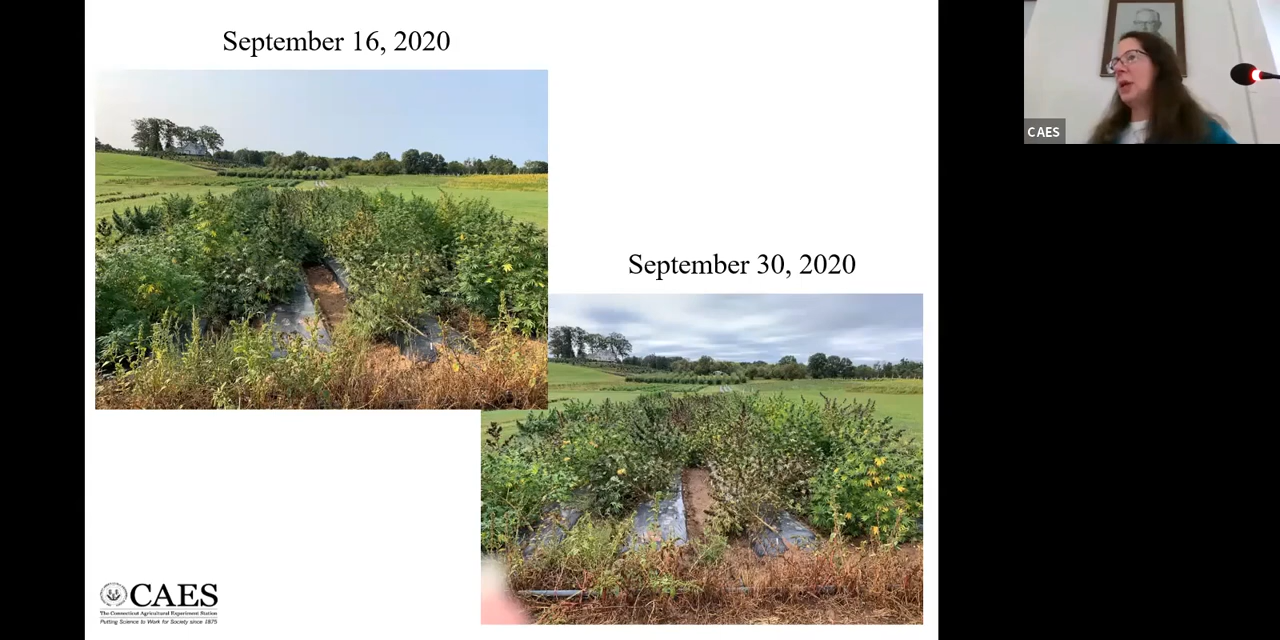 September 16, 2020
CAES
September 30, 2020
CAES
The Connecticut Agricultural Experiment Station
Putting Science to Work for Society since 1875